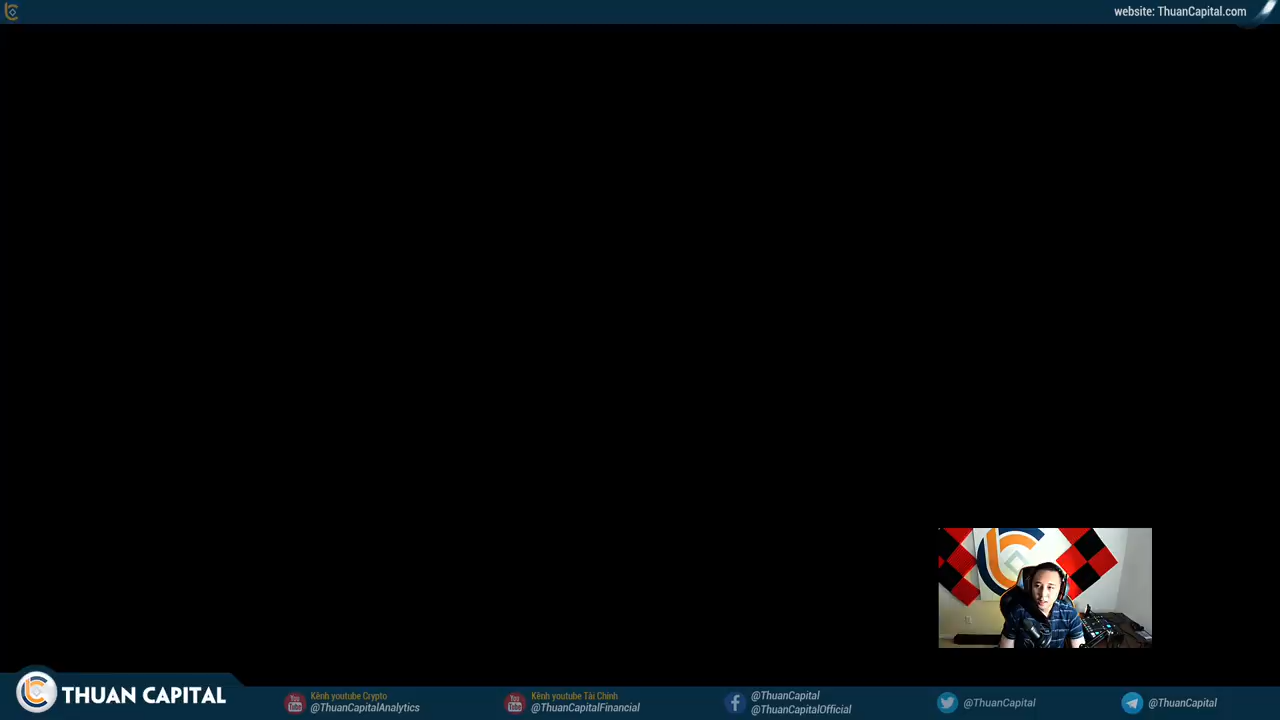 website: ThuanCapital.com
THUAN CAPITAL
Kênh youtube Crypto
@ThuanCapitalAnalytics
Kênh youtube Tài Chính
@ThuanCapitalFinancial
@ThuanCapital
@ThuanCapitalOfficial
@ThuanCapital
@ThuanCapital